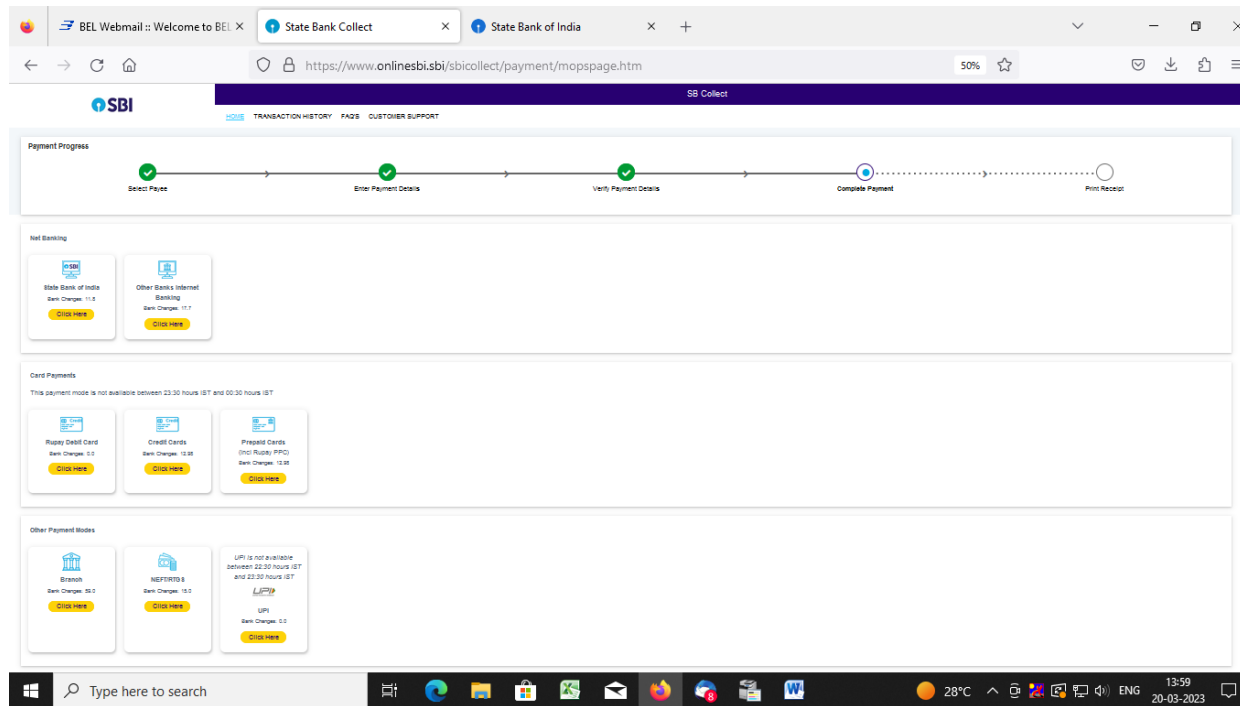 BEL Webmail :: Welcome to BEL
State Bank Collect
State Bank of India
https://www.onlinesbi.sbi/sbicollect/payment/mopspage.htm
50%
SBI
SB Collect
HOME TRANSACTION HISTORY FAQ'S CUSTOMER SUPPORT
Payment Progress
Select Payee
Enter Payment Details
Verify Payment Details
Complete Payment
Print Receipt
Net Banking
State Bank of India
Bank Charges: 11.8
Click Here
Other Banks Internet
Banking
Bank Charges: 17.7
Click Here
Card Payments
This payment mode is not available between 23:30 hours IST and 00:30 hours IST
Rupay Debit Card
Bank Charges: 0.0
Click Here
Credit Cards
Bank Charges: 12.98
Click Here
Prepaid Cards
(Incl Rupay PPC)
Bank Charges: 12.98
Click Here
Other Payment Modes
Branch
Bank Charges: 59.0
Click Here
NEFT/RTGS
Bank Charges: 15.0
Click Here
UPI is not available
between 22:30 hours IST
and 23:30 hours IST
UPI
UPI
Bank Charges: 0.0
Click Here
Type here to search
28°C
ENG
13:59
20-03-2023